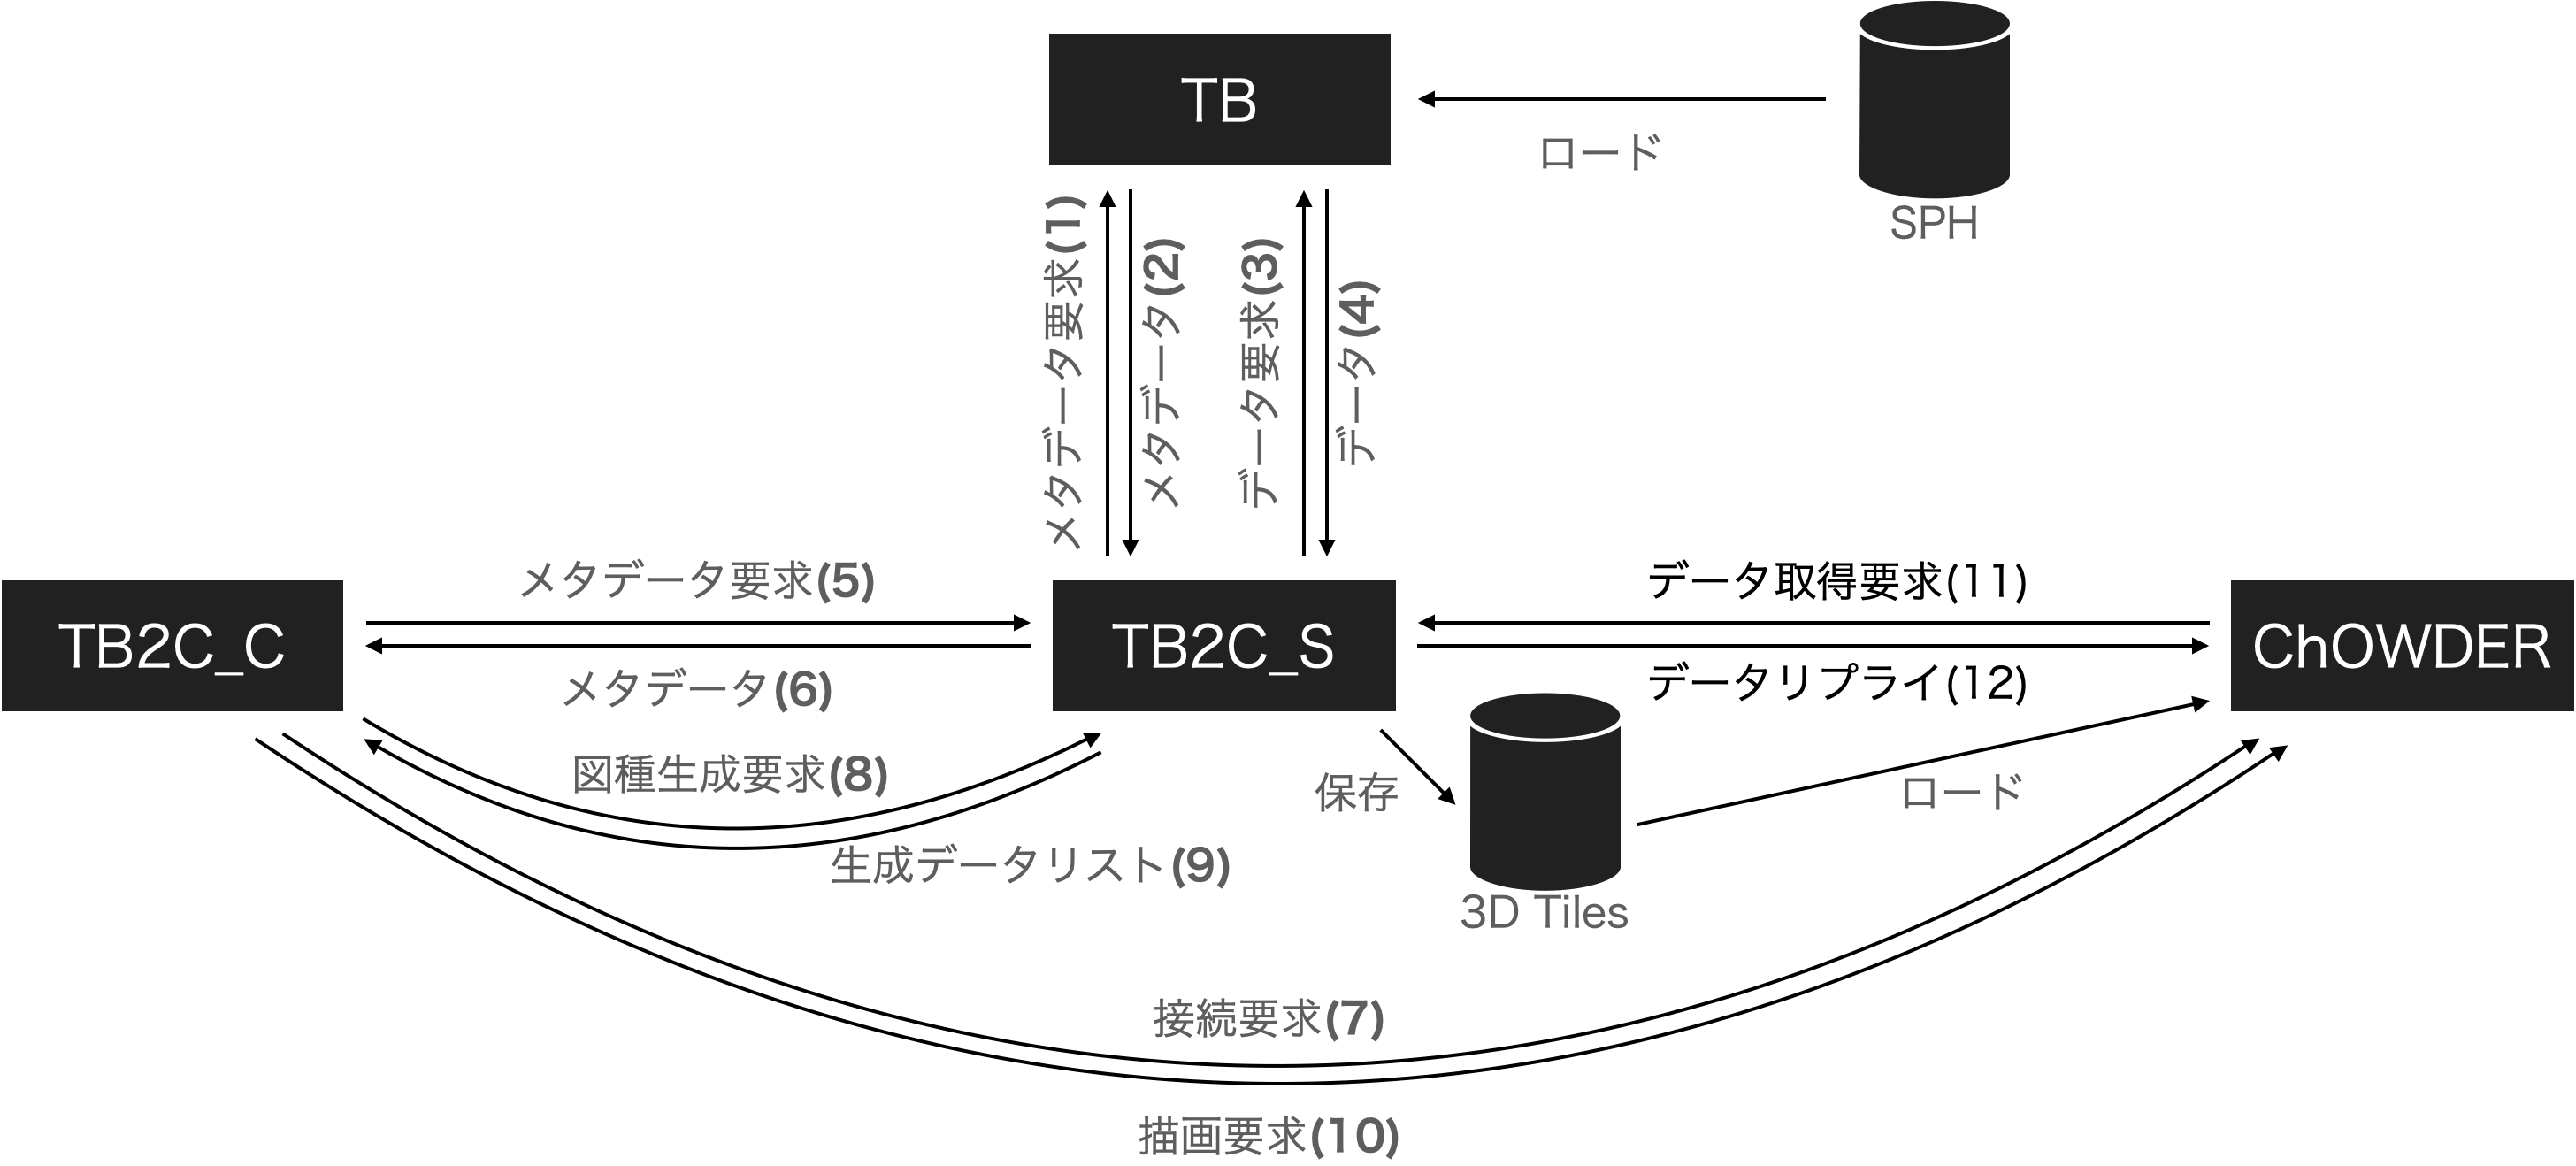 TB
ロード
SPH
メタデータ要求(1)
メタデータ(2)
データ要求(3)
データ(4)
メタデータ要求(5)
データ取得要求(11)
TB2C_C
TB2C_S
ChOWDER
メタデータ(6)
データリプライ(12)
図種生成要求(8)
保存
ロード
生成データリスト(9)
3D Tiles
接続要求(7)
描画要求(10)